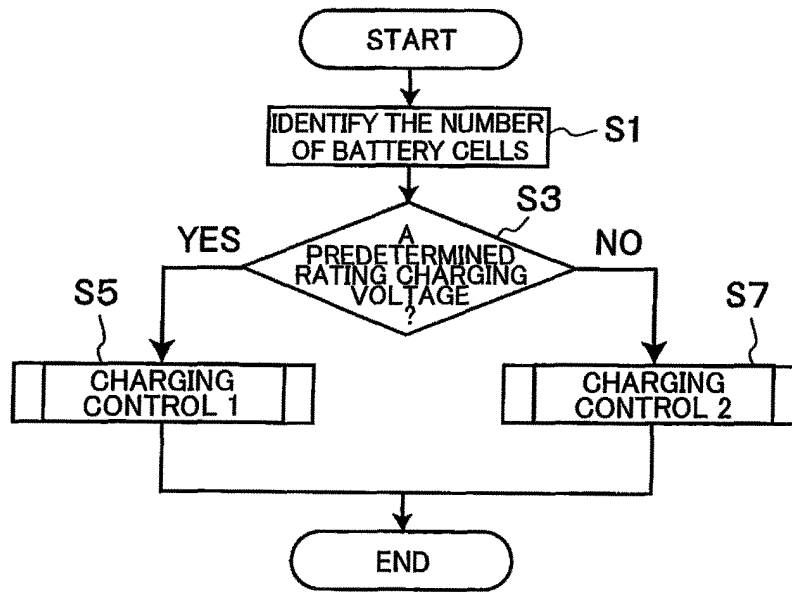 START
IDENTIFY THE NUMBER
OF BATTERY CELLS
S1
S3
YES
A
PREDETERMINED
RATING CHARGING
VOLTAGE
?
NO
S5
S7
CHARGING
CONTROL 1
CHARGING
CONTROL 2
END